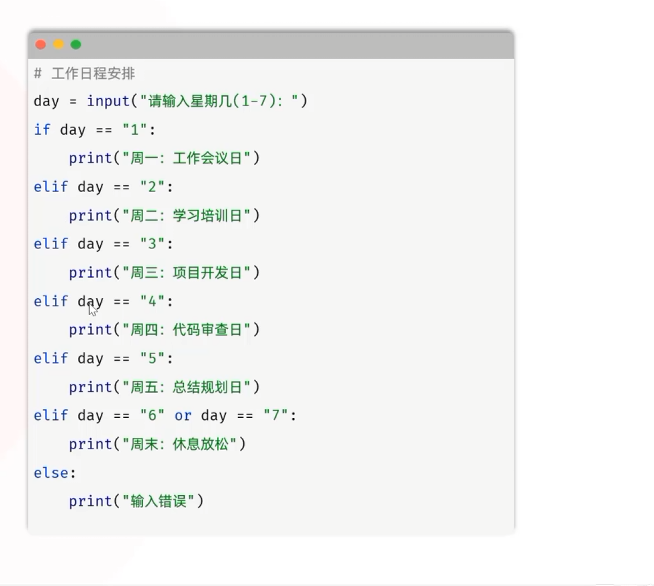 # 工作日程安排
day = input("请输入星期几(1-7)：")
if day == "1":
    print("周一：工作会议日")
elif day == "2":
    print("周二：学习培训日")
elif day == "3":
    print("周三：项目开发日")
elif day == "4":
    print("周四：代码审查日")
elif day == "5":
    print("周五：总结规划日")
elif day == "6" or day == "7":
    print("周末：休息放松")
else:
    print("输入错误")